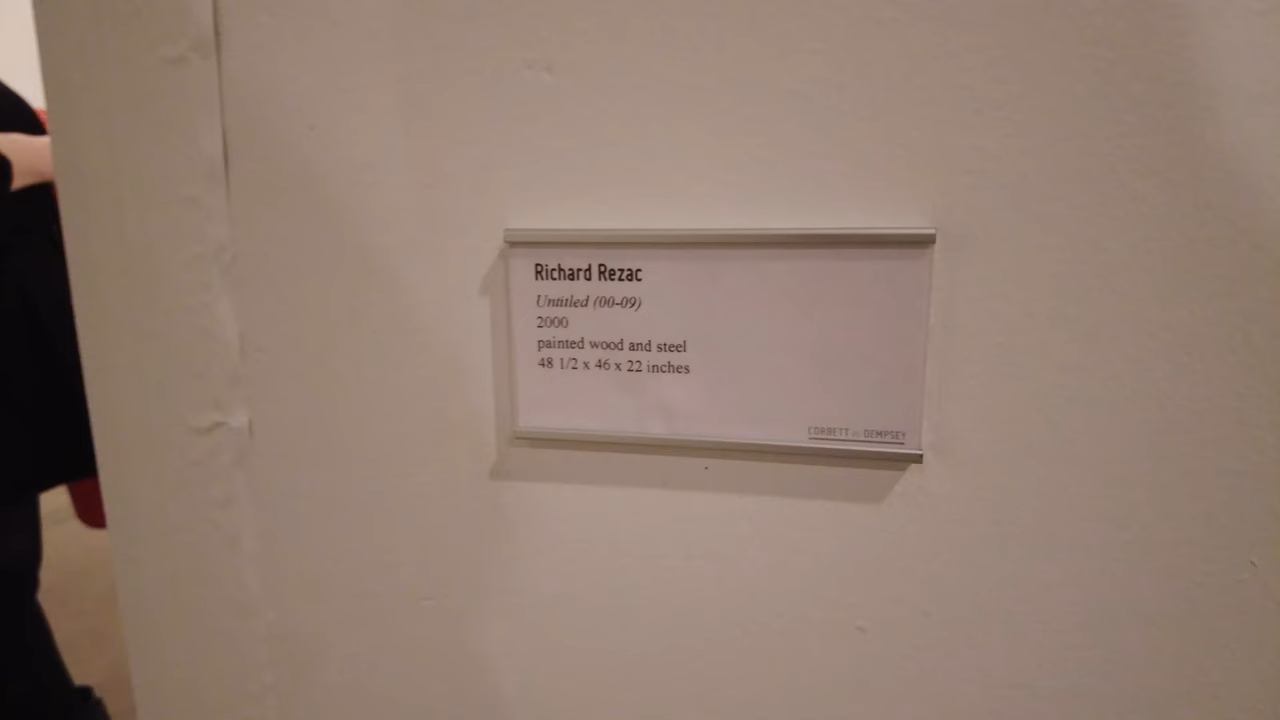 Richard Rezac
Untitled (00-09)
2000
painted wood and steel
48 1/2 x 46 x 22 inches
CORBETT vs. DEMPSEY